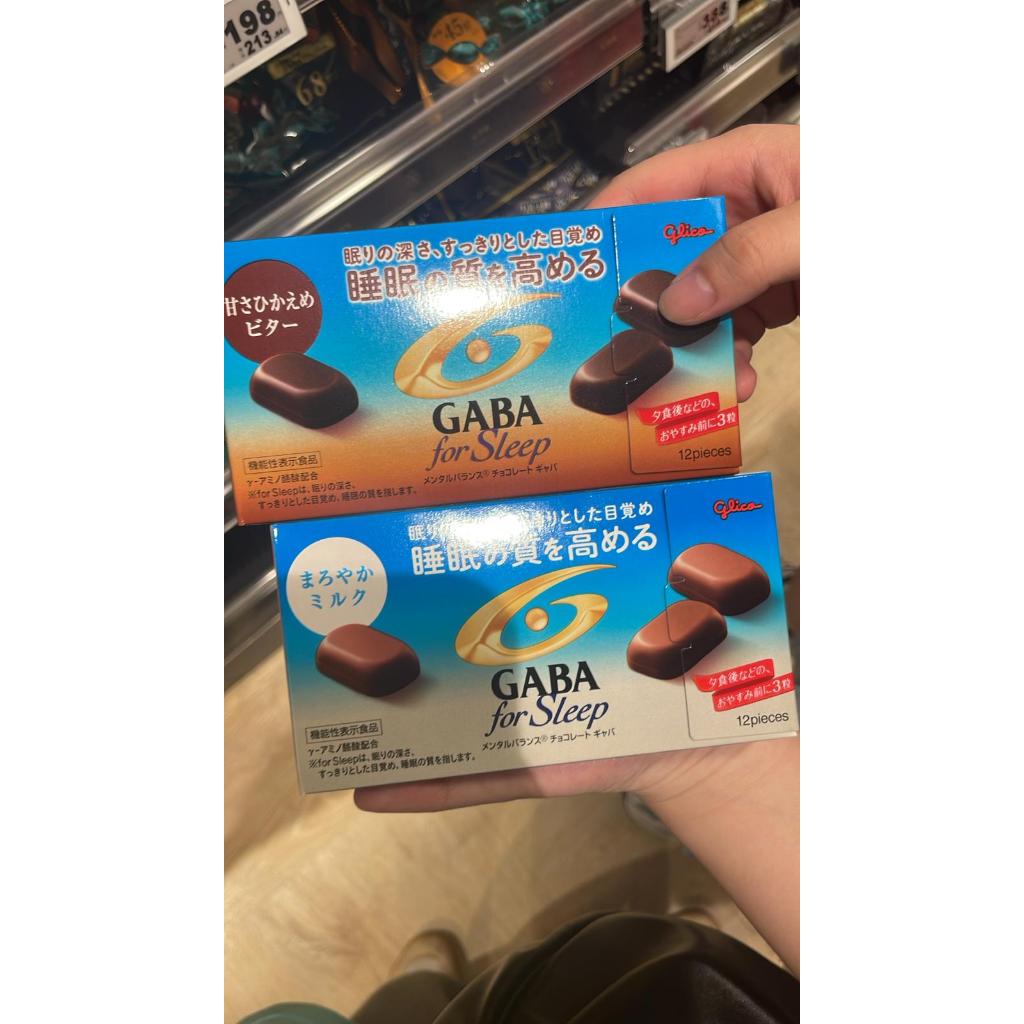 198
213
45
388
68
Glico
眠りの深さ、すっきりとした目覚め
睡眠の質を高める
甘さひかえめ
ビター
GABA
for Sleep
メンタルバランス® チョコレート ギャバ
夕食後などの、
おやすみ前に3粒
12pieces
機能性表示食品
γ-アミノ酪酸配合
※for Sleepは、眠りの深さ、
すっきりとした目覚め、睡眠の質を指します。
Glico
眠り きりとした目覚め
睡眠の質を高める
まろやか
ミルク
GABA
for Sleep
メンタルバランス® チョコレート ギャバ
夕食後などの、
おやすみ前に3粒
12pieces
機能性表示食品
γ-アミノ酪酸配合
※for Sleepは、眠りの深さ、
すっきりとした目覚め、睡眠の質を指します。